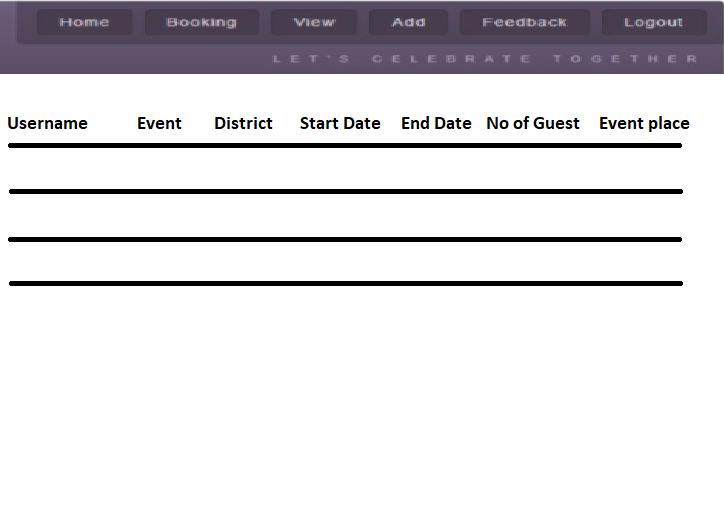 Home Booking View Add Feedback Logout
LET'S CELEBRATE TOGETHER
Username Event District Start Date End Date No of Guest Event place